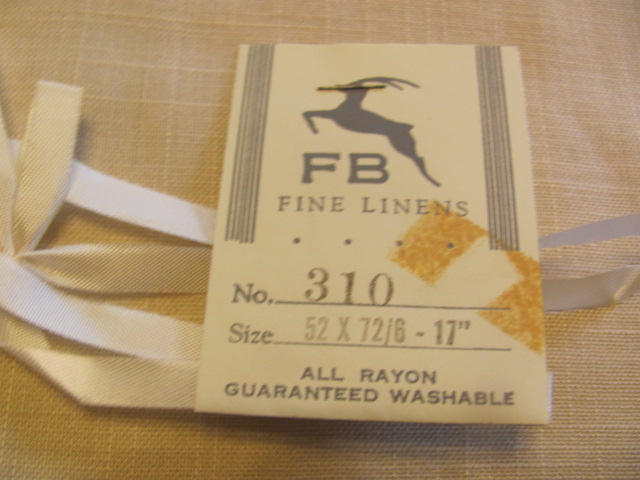 FB
FINE LINENS
No. 310
Size 52 X 72/6 - 17"
ALL RAYON
GUARANTEED WASHABLE